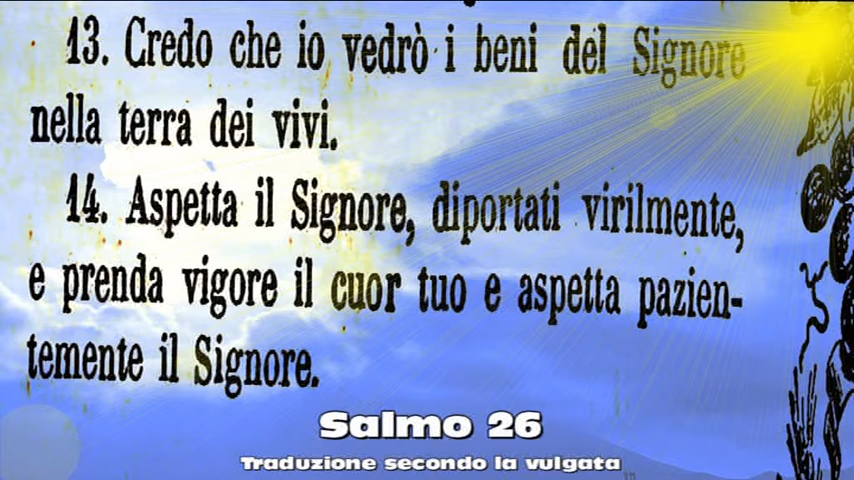 13. Credo che io vedrò i beni del Signore
nella terra dei vivi.
14. Aspetta il Signore, diportati virilmente,
e prenda vigore il cuor tuo e aspetta pazien-
temente il Signore.
Salmo 26
Traduzione secondo la vulgata